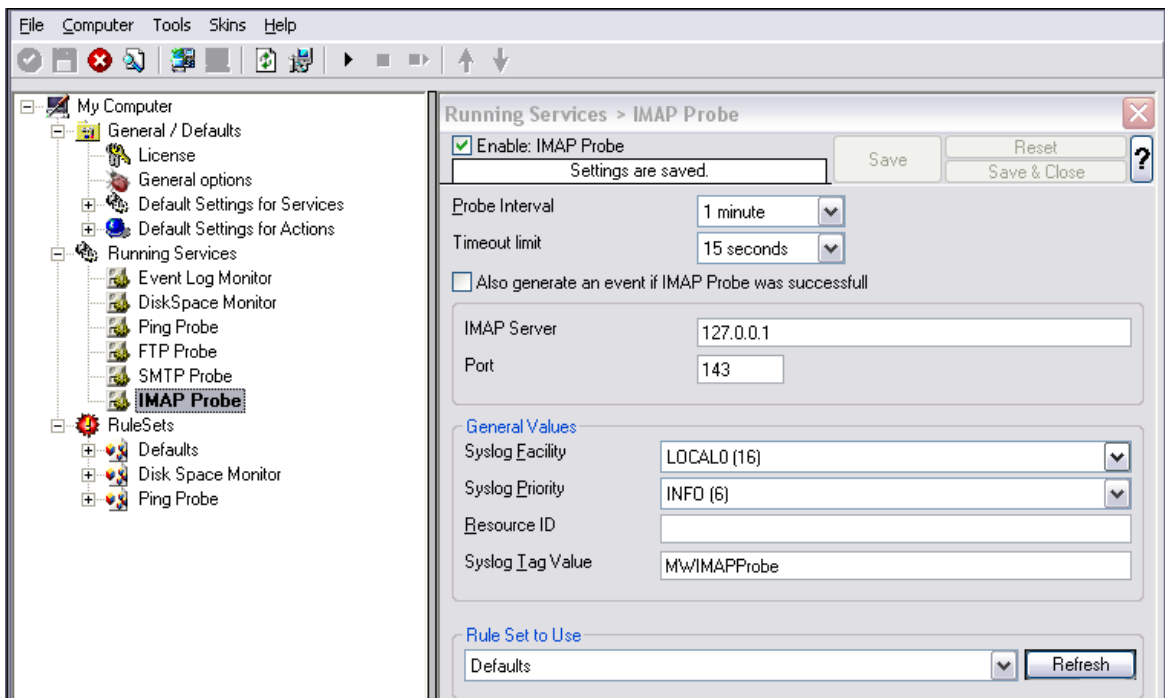 File Computer Tools Skins Help
My Computer
General / Defaults
License
General options
Default Settings for Services
Default Settings for Actions
Running Services
Event Log Monitor
DiskSpace Monitor
Ping Probe
FTP Probe
SMTP Probe
IMAP Probe
RuleSets
Defaults
Disk Space Monitor
Ping Probe
Running Services > IMAP Probe
Enable: IMAP Probe
Settings are saved.
Save
Reset
Save & Close
?
Probe Interval
1 minute
Timeout limit
15 seconds
Also generate an event if IMAP Probe was successfull
IMAP Server
127.0.0.1
Port
143
General Values
Syslog Facility
LOCAL0 (16)
Syslog Priority
INFO (6)
Resource ID
Syslog Tag Value
MWIMAPProbe
Rule Set to Use
Defaults
Refresh